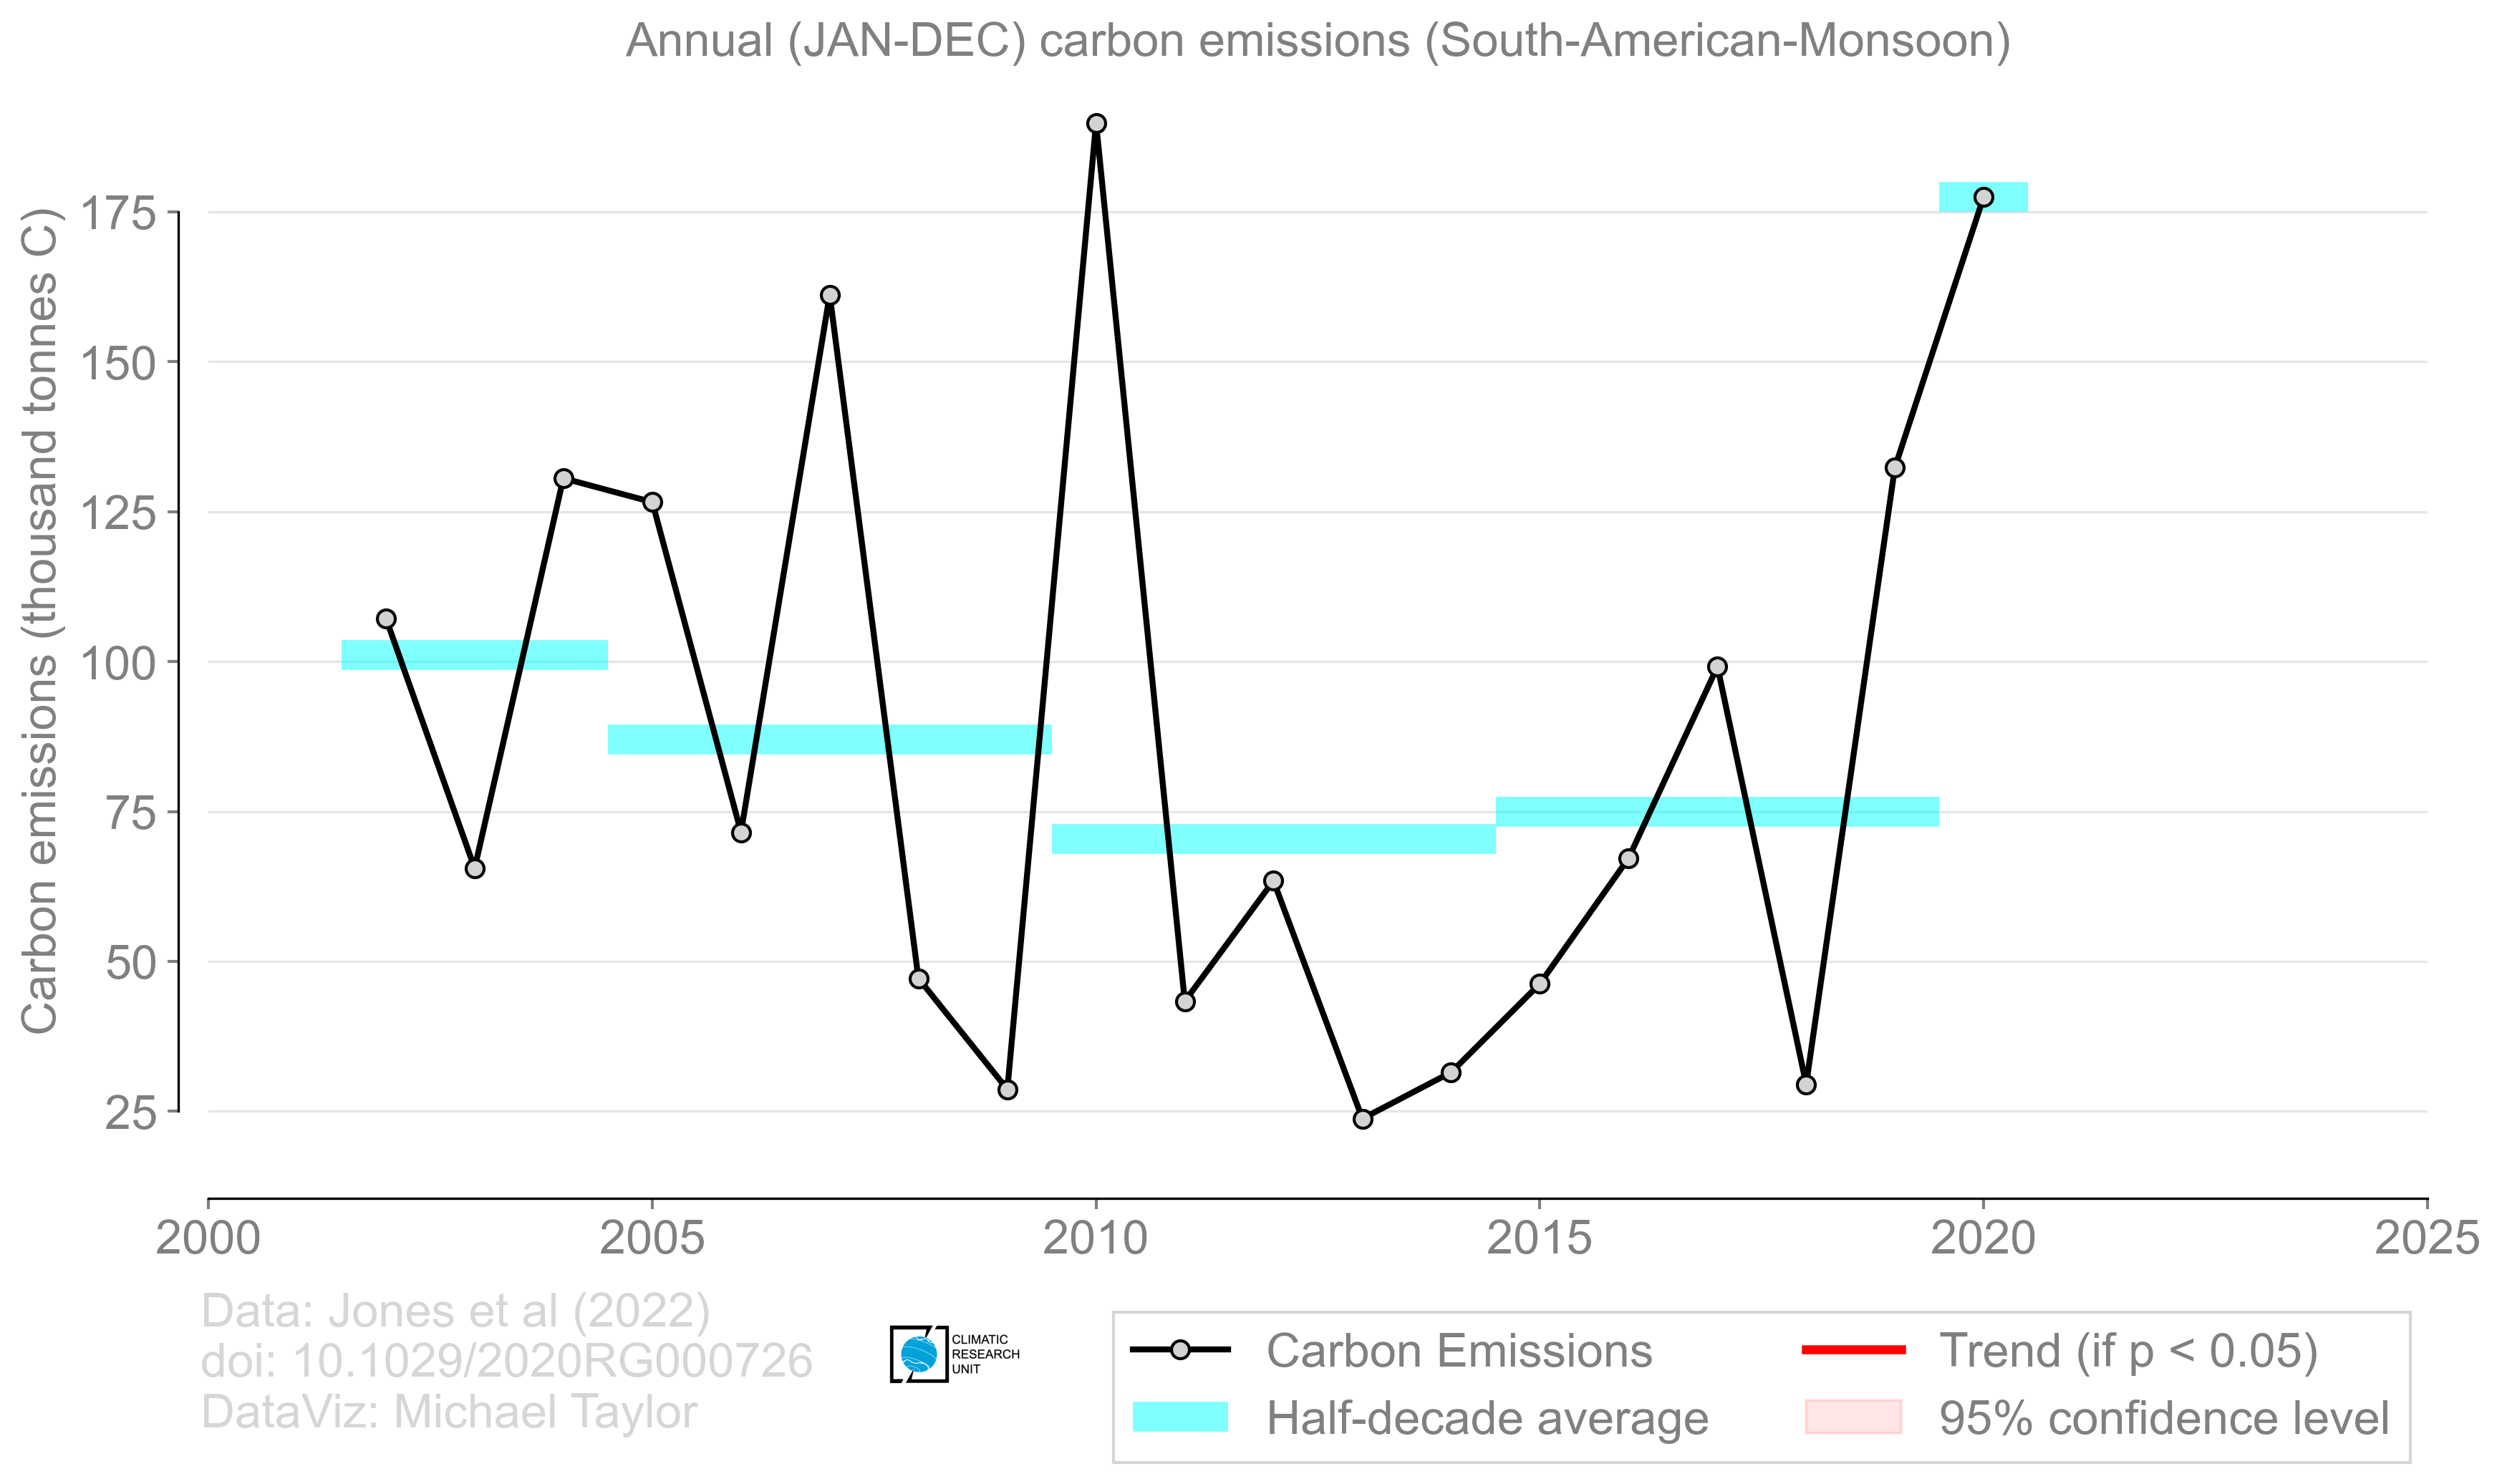 Annual (JAN-DEC) carbon emissions (South-American-Monsoon)
Carbon emissions (thousand tonnes C)
175
150
125
100
75
50
25
2000 2005 2010 2015 2020 2025
Data: Jones et al (2022)
doi: 10.1029/2020RG000726
DataViz: Michael Taylor
CLIMATIC
RESEARCH
UNIT
Carbon Emissions
Half-decade average
Trend (if p < 0.05)
95% confidence level